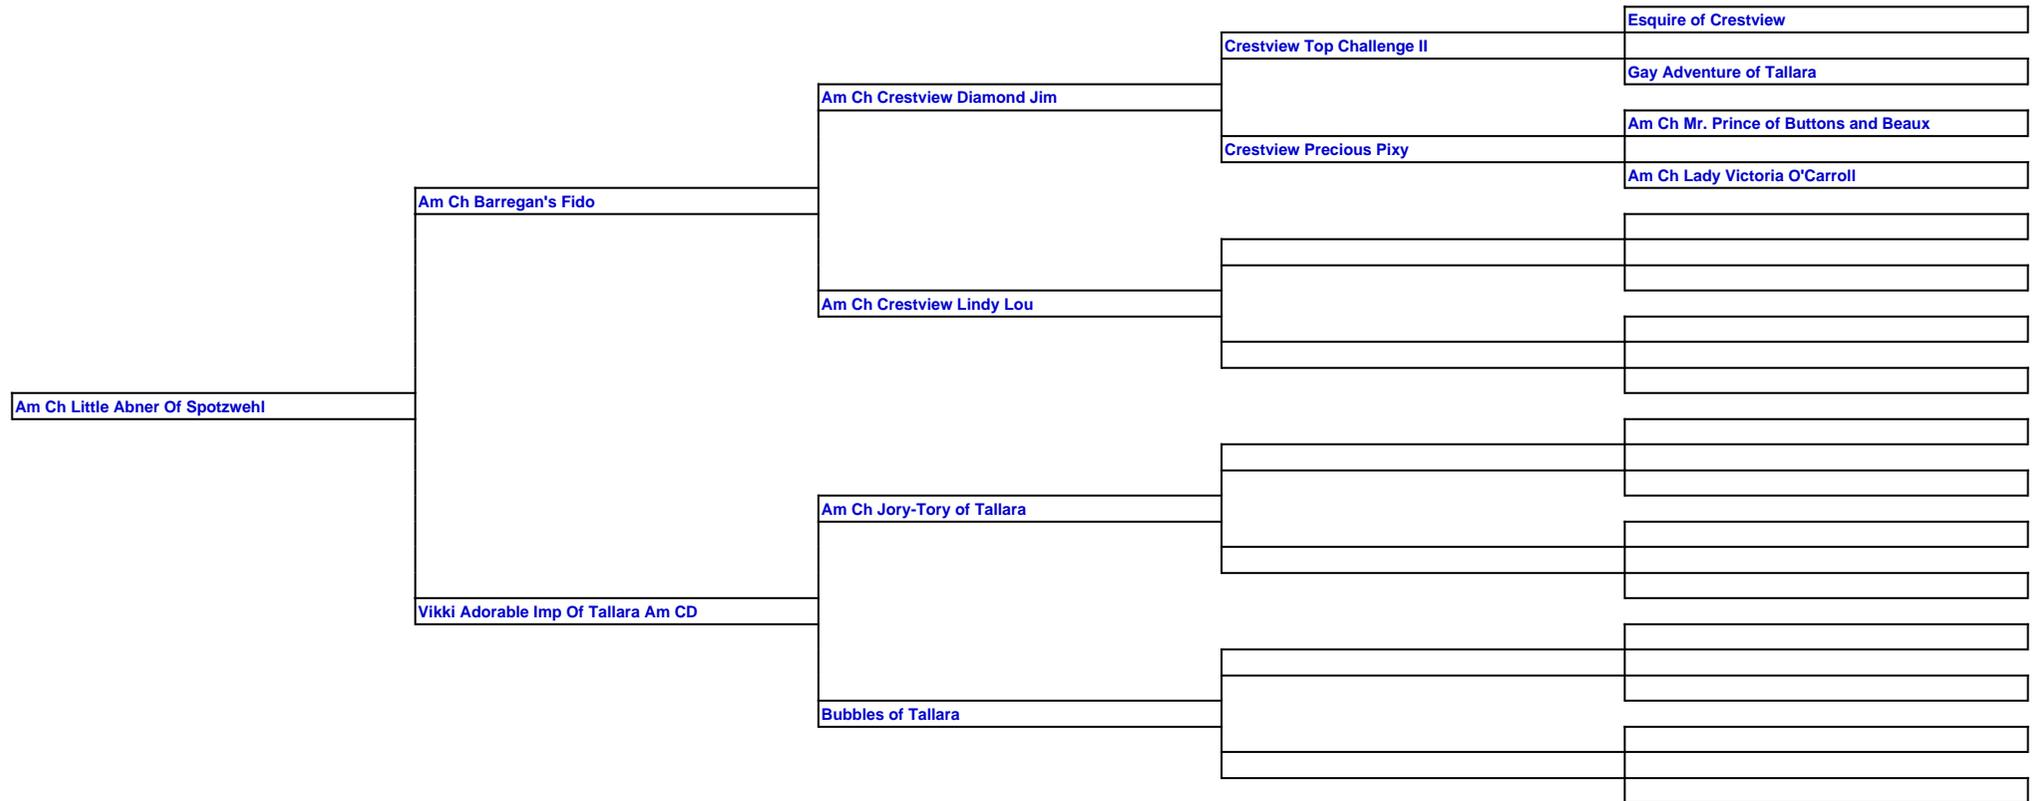 Esquire of Crestview
Crestview Top Challenge II
Gay Adventure of Tallara
Am Ch Crestview Diamond Jim
Am Ch Mr. Prince of Buttons and Beaux
Crestview Precious Pixy
Am Ch Lady Victoria O'Carroll
Am Ch Barregan's Fido
Am Ch Crestview Lindy Lou
Am Ch Little Abner Of Spotzwehl
Am Ch Jory-Tory of Tallara
Vikki Adorable Imp Of Tallara Am CD
Bubbles of Tallara